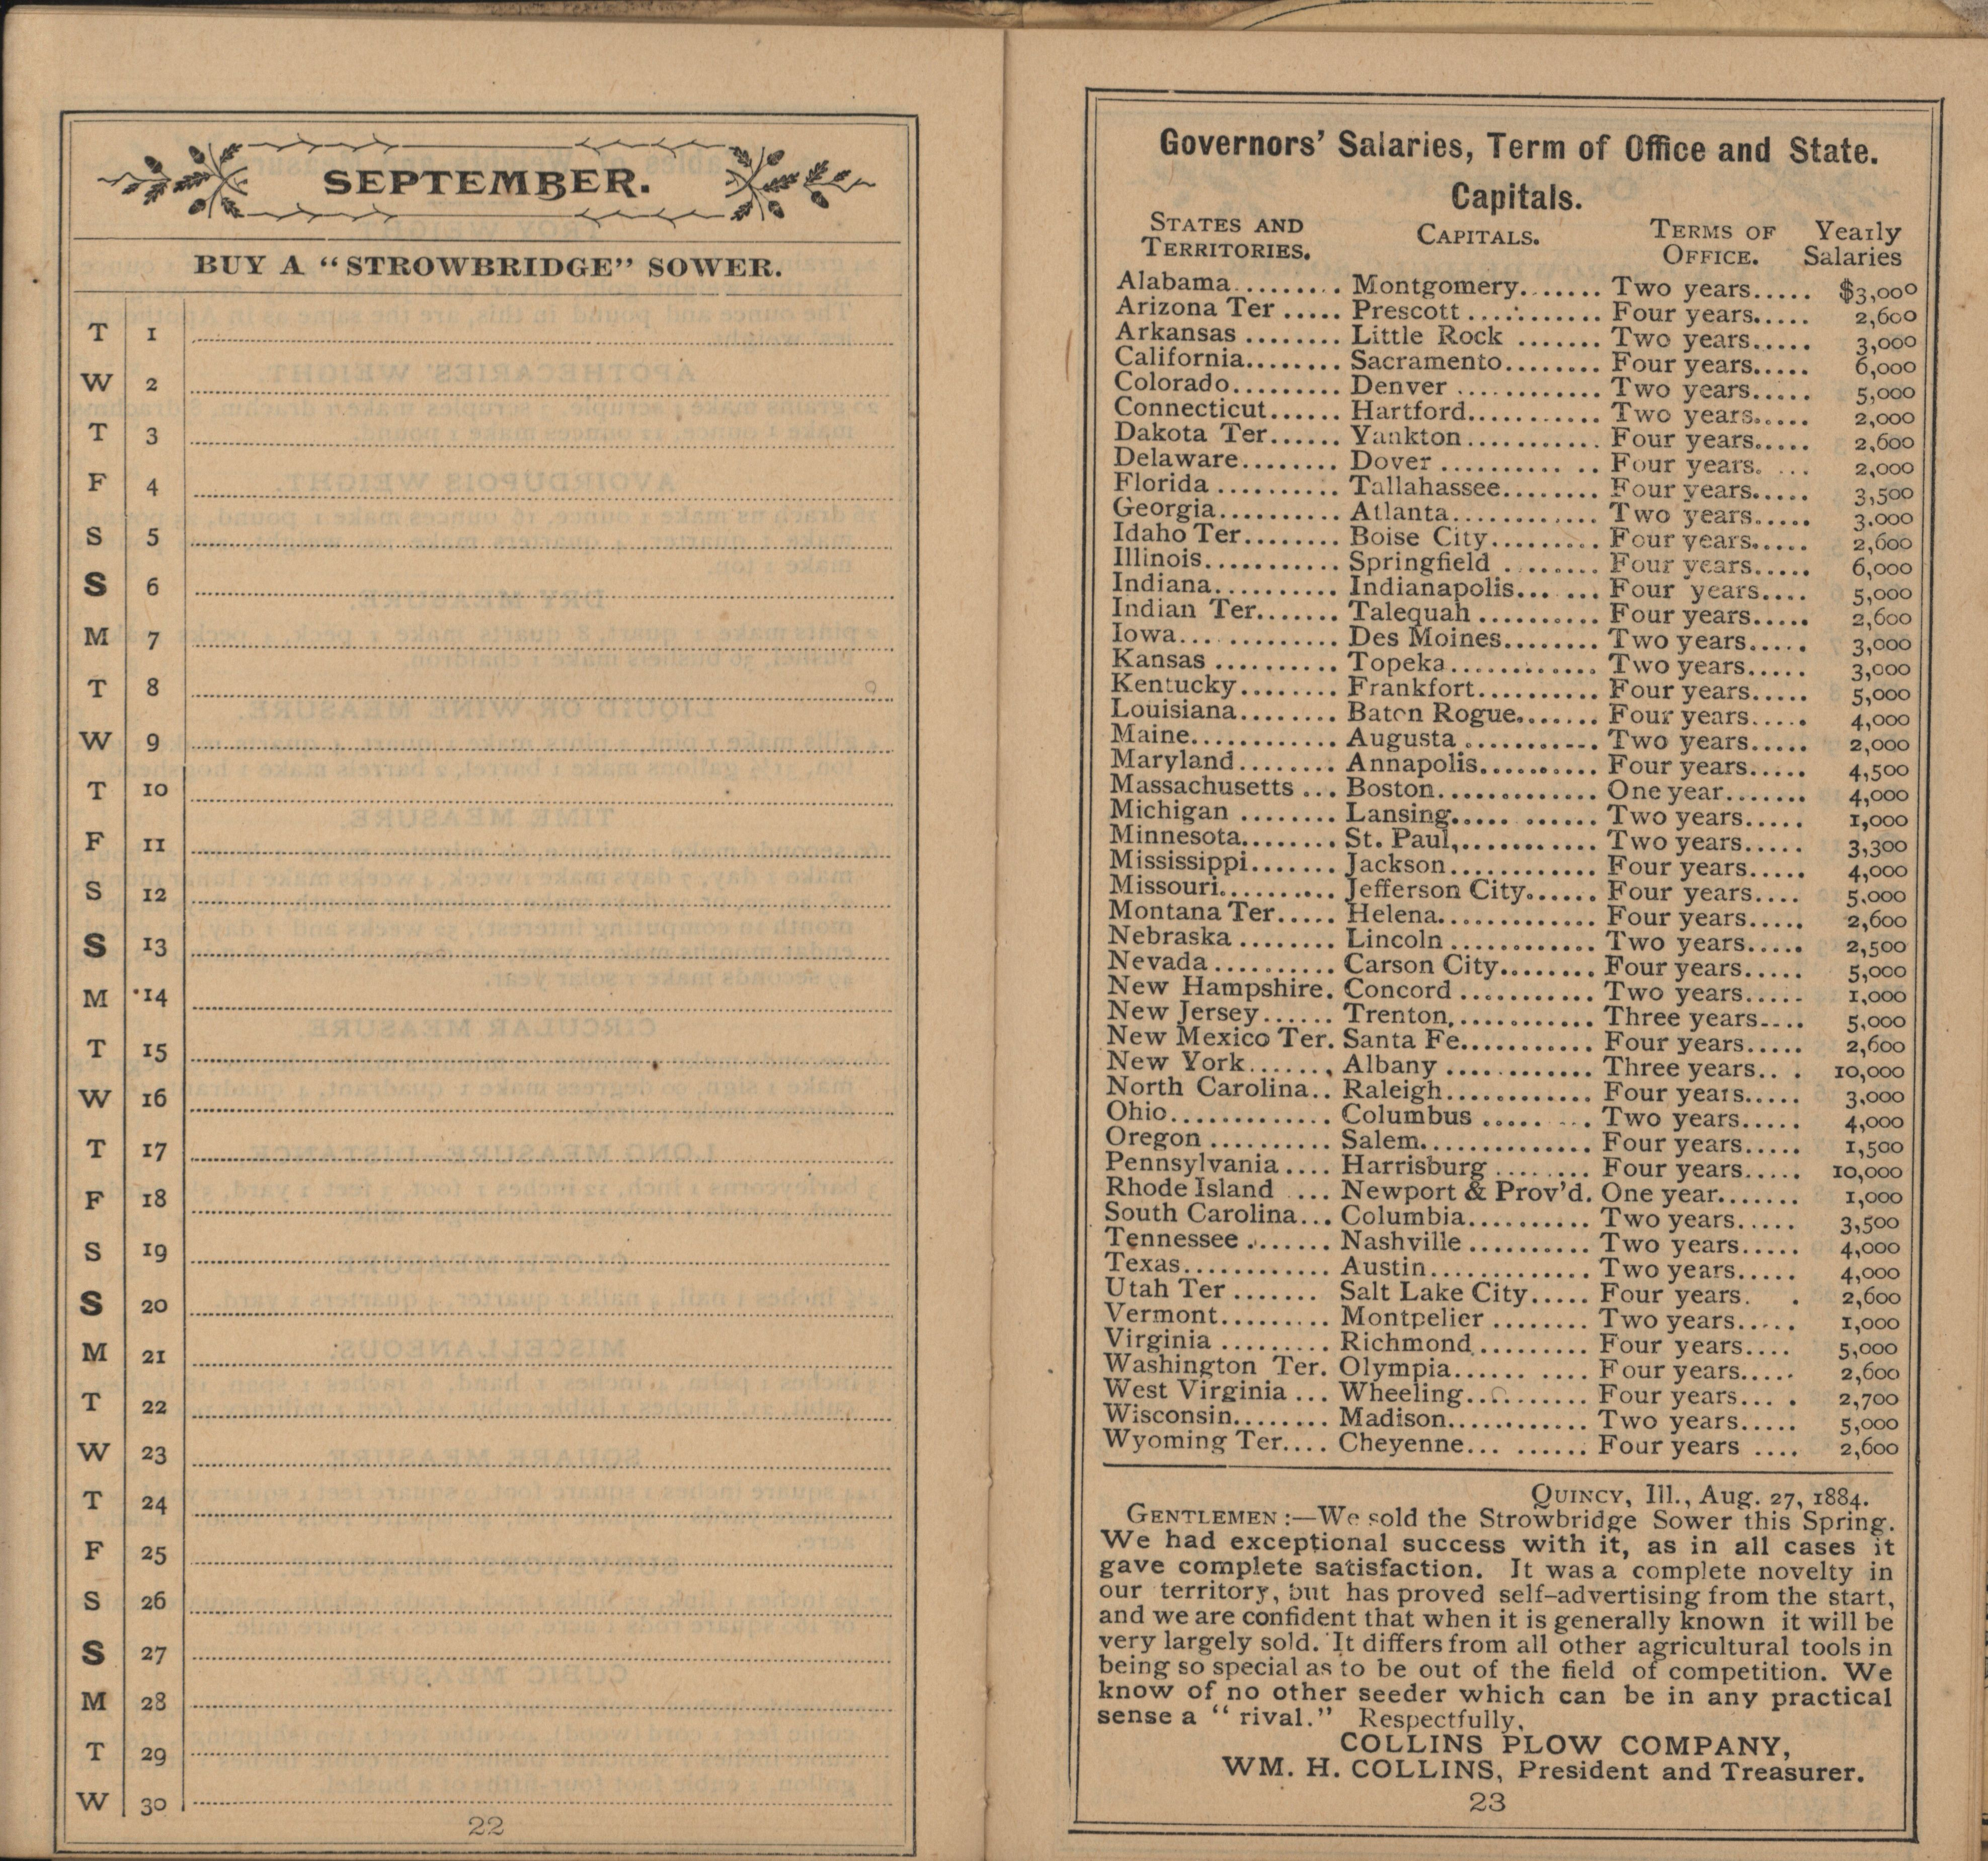 SEPTEMBER.
BUY A "STROWBRIDGE" SOWER.
T 1
W 2
T 3
F 4
S 5
S 6
M 7
T 8
W 9
T 10
F 11
S 12
S 13
M 14
T 15
W 16
T 17
F 18
S 19
S 20
M 21
T 22
W 23
T 24
F 25
S 26
S 27
M 28
T 29
W 30
22
Governors' Salaries, Term of Office and State.
Capitals.
STATES AND TERRITORIES. CAPITALS. TERMS OF OFFICE. Yearly Salaries
Alabama......... Montgomery....... Two years..... $3,000
Arizona Ter ..... Prescott ........... Four years..... 2,600
Arkansas ........ Little Rock ....... Two years..... 3,000
California........ Sacramento........ Four years..... 6,000
Colorado......... Denver ............ Two years..... 5,000
Connecticut...... Hartford........... Two years..... 2,000
Dakota Ter...... Yankton........... Four years..... 2,600
Delaware........ Dover ............ Four years. ... 2,000
Florida .......... Tallahassee........ Four years..... 3,500
Georgia.......... Atlanta............ Two years..... 3.000
Idaho Ter........ Boise City......... Four years..... 2,600
Illinois........... Springfield ........ Four years..... 6,000
Indiana.......... Indianapolis... ... Four years.... 5,000
Indian Ter....... Talequah .......... Four years..... 2,600
Iowa............. Des Moines........ Two years..... 3,000
Kansas .......... Topeka............ Two years..... 3,000
Kentucky........ Frankfort.......... Four years..... 5,000
Louisiana........ Baton Rogue....... Four years..... 4,000
Maine............ Augusta ........... Two years..... 2,000
Maryland........ Annapolis.......... Four years..... 4,500
Massachusetts ... Boston............. One year....... 4,000
Michigan ........ Lansing..... ...... Two years..... 1,000
Minnesota........ St. Paul,........... Two years..... 3,300
Mississippi....... Jackson............ Four years..... 4,000
Missouri.......... Jefferson City...... Four years.... 5,000
Montana Ter..... Helena............. Four years..... 2,600
Nebraska ........ Lincoln ............ Two years..... 2,500
Nevada .......... Carson City........ Four years..... 5,000
New Hampshire. Concord ........... Two years..... 1,000
New Jersey...... Trenton............ Three years.... 5,000
New Mexico Ter. Santa Fe........... Four years..... 2,600
New York......., Albany ............ Three years.. . 10,000
North Carolina.. Raleigh............ Four years..... 3,000
Ohio............. Columbus ..... ... Two years..... 4,000
Oregon .......... Salem.............. Four years..... 1,500
Pennsylvania .... Harrisburg ........ Four years..... 10,000
Rhode Island ... Newport & Prov'd. One year....... 1,000
South Carolina... Columbia.......... Two years..... 3,500
Tennessee ....... Nashville .......... Two years..... 4,000
Texas............ Austin............. Two years..... 4,000
Utah Ter ....... Salt Lake City..... Four years. . 2,600
Vermont......... Montpelier ........ Two years..... 1,000
Virginia ......... Richmond.......... Four years.... 5,000
Washington Ter. Olympia...... .... Four years..... 2,600
West Virginia ... Wheeling.......... Four years... . 2,700
Wisconsin........ Madison............ Two years..... 5,000
Wyoming Ter.... Cheyenne... ...... Four years .... 2,600
QUINCY, Ill., Aug. 27, 1884.
GENTLEMEN:—We sold the Strowbridge Sower this Spring.
We had exceptional success with it, as in all cases it
gave complete satisfaction. It was a complete novelty in
our territory, but has proved self-advertising from the start,
and we are confident that when it is generally known it will be
very largely sold. It differs from all other agricultural tools in
being so special as to be out of the field of competition. We
know of no other seeder which can be in any practical
sense a "rival." Respectfully,
COLLINS PLOW COMPANY,
WM. H. COLLINS, President and Treasurer.
23